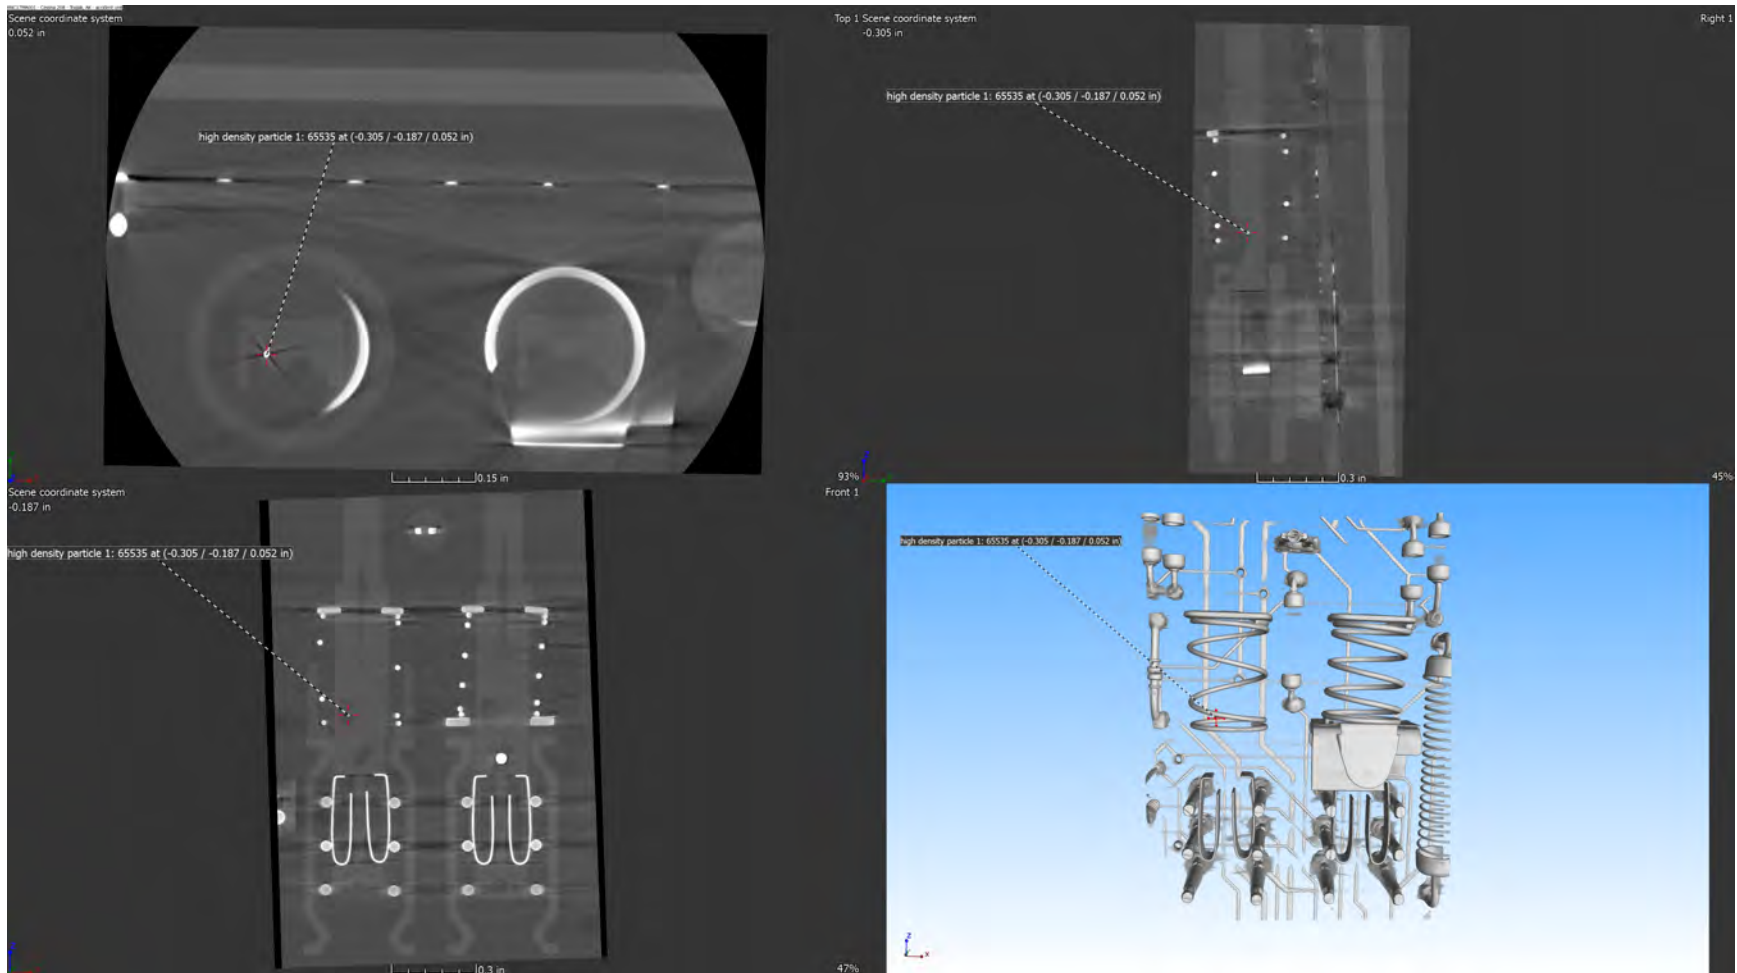 Scene coordinate system
0.052 in
Top 1
high density particle 1: 65535 at (-0.305 / -0.187 / 0.052 in)
0.15 in
93%
Scene coordinate system
-0.305 in
Right 1
high density particle 1: 65535 at (-0.305 / -0.187 / 0.052 in)
0.3 in
45%
Scene coordinate system
-0.187 in
Front 1
high density particle 1: 65535 at (-0.305 / -0.187 / 0.052 in)
0.3 in
47%
high density particle 1: 65535 at (-0.305 / -0.187 / 0.052 in)
z
x